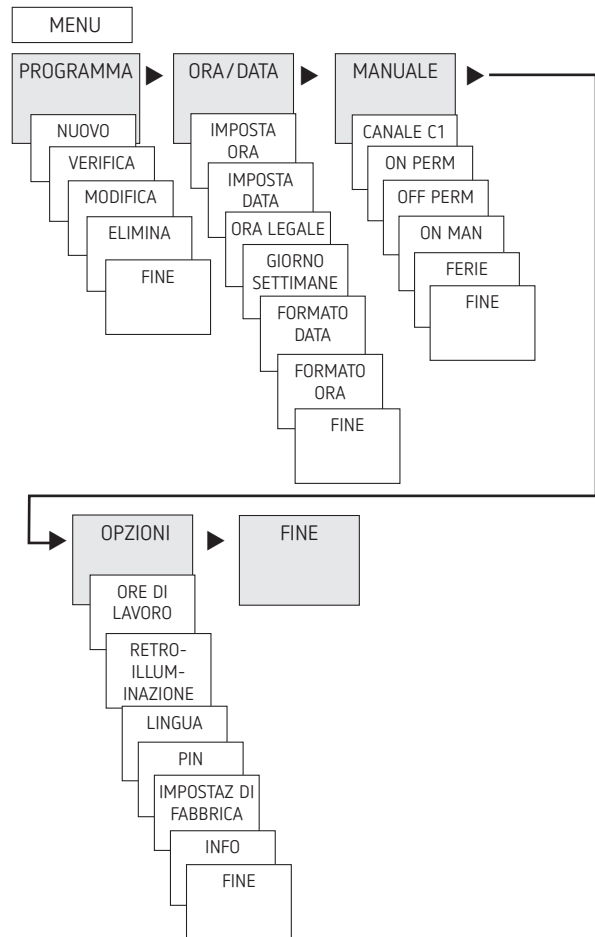 MENU
PROGRAMMA
NUOVO
VERIFICA
MODIFICA
ELIMINA
FINE
ORA/DATA
IMPOSTA
ORA
IMPOSTA
DATA
ORA LEGALE
GIORNO
SETTIMANE
FORMATO
DATA
FORMATO
ORA
FINE
MANUALE
CANALE C1
ON PERM
OFF PERM
ON MAN
FERIE
FINE
OPZIONI
ORE DI
LAVORO
RETRO-
ILLUM-
INAZIONE
LINGUA
PIN
IMPOSTAZ DI
FABBRICA
INFO
FINE
FINE